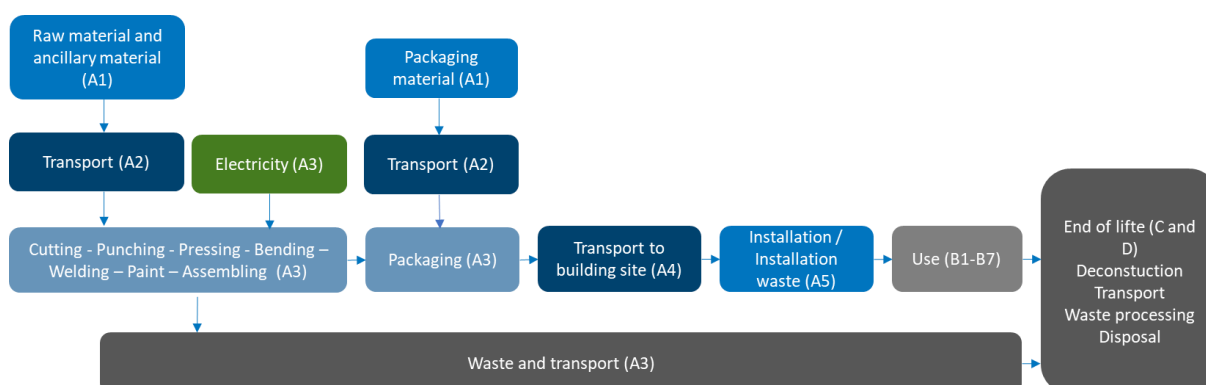 Raw material and
ancillary material
(A1)
Packaging
material (A1)
Transport (A2)
Electricity (A3)
Transport (A2)
Cutting - Punching - Pressing - Bending –
Welding – Paint – Assembling  (A3)
Packaging (A3)
Transport to
building site (A4)
Installation /
Installation
waste (A5)
Use (B1-B7)
End of lifte (C and
D)
Deconstuction
Transport
Waste processing
Disposal
Waste and transport (A3)